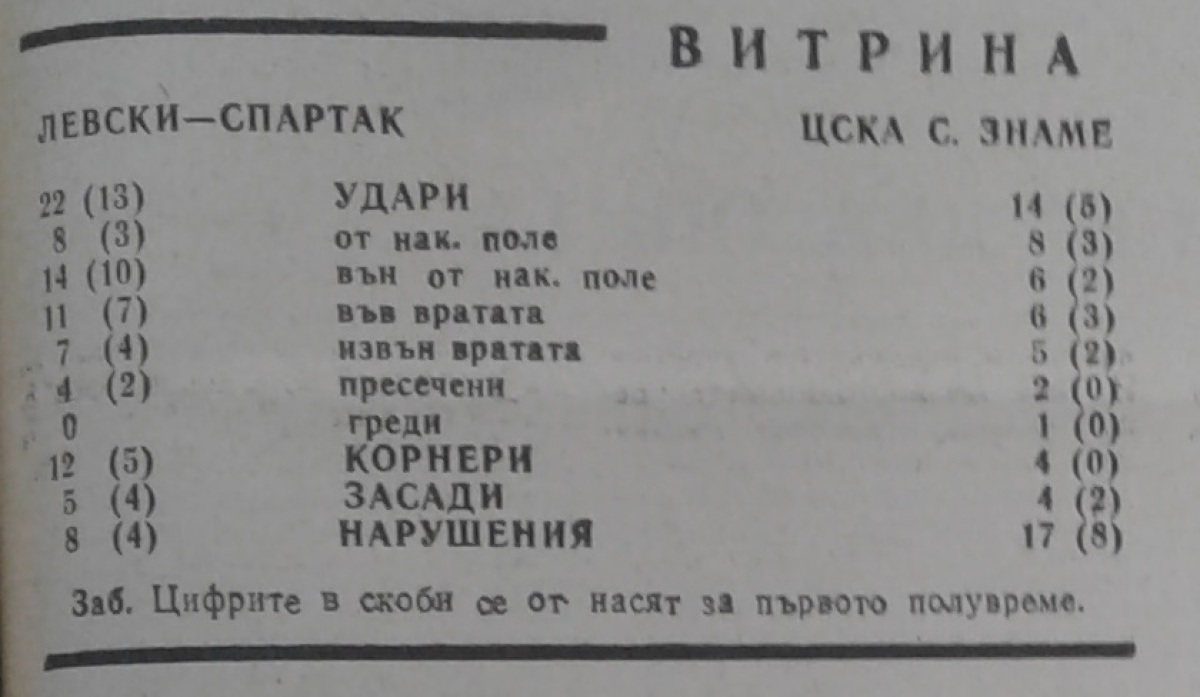 ВИТРИНА
ЛЕВСКИ—СПАРТАК ЦСКА С. ЗНАМЕ
22 (13) УДАРИ 14 (5)
8 (3) от нак. поле 8 (3)
14 (10) вън от нак. поле 6 (2)
11 (7) във вратата 6 (3)
7 (4) извън вратата 5 (2)
4 (2) пресечени 2 (0)
0 греди 1 (0)
12 (5) КОРНЕРИ 4 (0)
5 (4) ЗАСАДИ 4 (2)
8 (4) НАРУШЕНИЯ 17 (8)
Заб. Цифрите в скоби се от насят за първото полувреме.